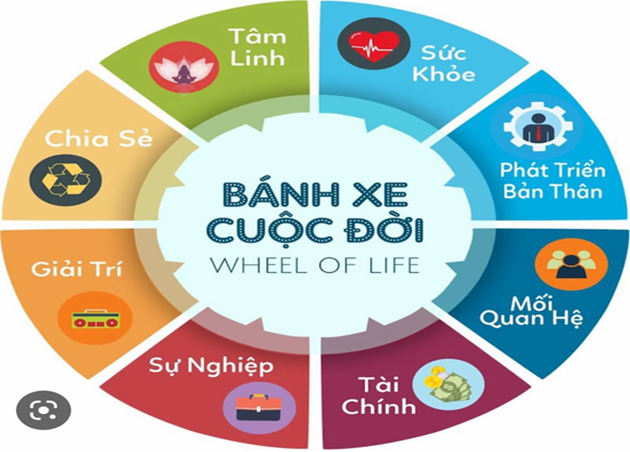 Tâm
Linh
Sức
Khỏe
Chia Sẻ
Phát Triển
Bản Thân
BÁNH XE
CUỘC ĐỜI
WHEEL OF LIFE
Giải Trí
Mối
Quan Hệ
Sự Nghiệp
Tài
Chính